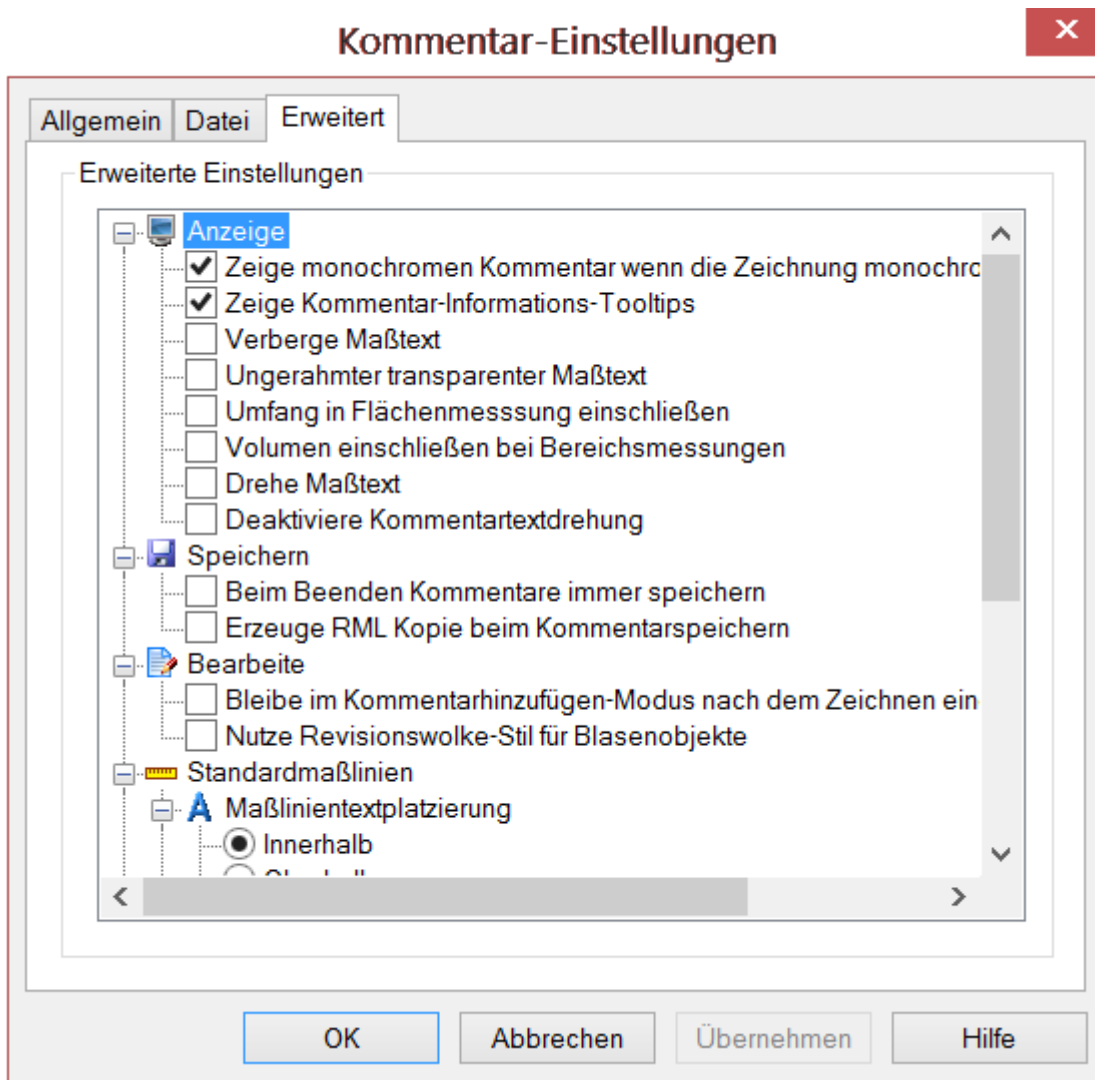 Kommentar-Einstellungen
Allgemein Datei Erweitert
Erweiterte Einstellungen
Anzeige
Zeige monochromen Kommentar wenn die Zeichnung monochro
Zeige Kommentar-Informations-Tooltips
Verberge Maßtext
Ungerahmter transparenter Maßtext
Umfang in Flächenmesssung einschließen
Volumen einschließen bei Bereichsmessungen
Drehe Maßtext
Deaktiviere Kommentartextdrehung
Speichern
Beim Beenden Kommentare immer speichern
Erzeuge RML Kopie beim Kommentarspeichern
Bearbeite
Bleibe im Kommentarhinzufügen-Modus nach dem Zeichnen ein
Nutze Revisionswolke-Stil für Blasenobjekte
Standardmaßlinien
Maßlinientextplatzierung
Innerhalb
OK Abbrechen Übernehmen Hilfe